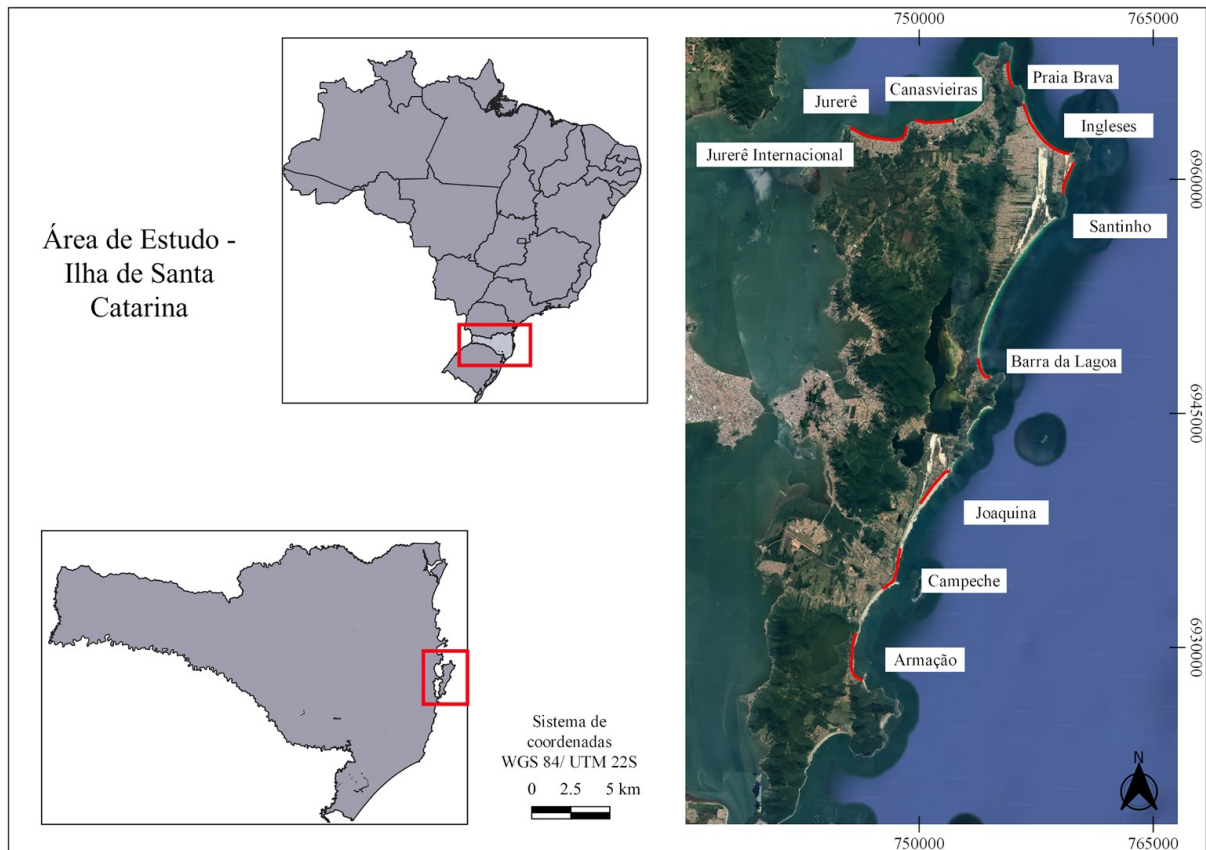 Área de Estudo -
Ilha de Santa
Catarina
750000
765000
Praia Brava
Canasvieiras
Jurerê
Ingleses
Jurerê Internacional
6960000
Santinho
Barra da Lagoa
6945000
Joaquina
Campeche
6930000
Armação
Sistema de
coordenadas
WGS 84/ UTM 22S
0 2.5 5 km
N
750000
765000